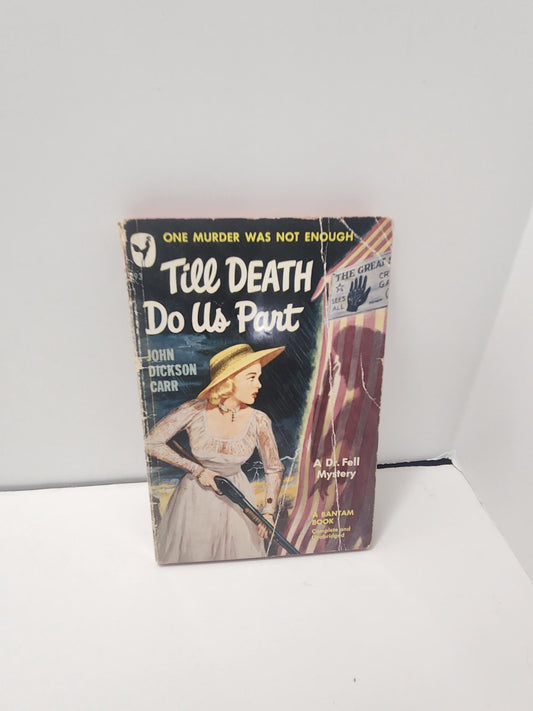 ONE MURDER WAS NOT ENOUGH
TILL DEATH
Do Us Part
JOHN
DICKSON
CARR
THE GREAT
SEES
ALL
A Dr. Fell
Mystery
A BANTAM
BOOK
Complete and
Unabridged